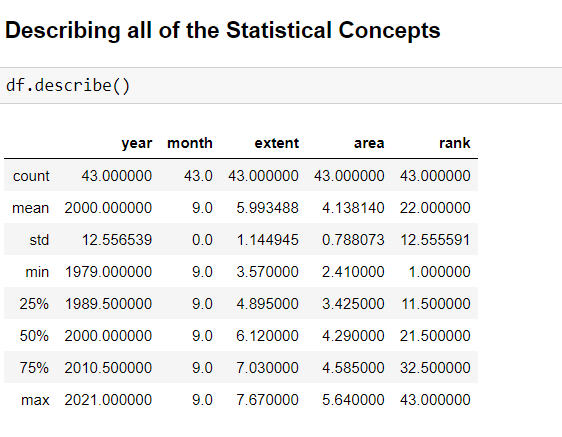 Describing all of the Statistical Concepts
df.describe()
year month extent area rank
count 43.000000 43.0 43.000000 43.000000 43.000000
mean 2000.000000 9.0 5.993488 4.138140 22.000000
std 12.556539 0.0 1.144945 0.788073 12.555591
min 1979.000000 9.0 3.570000 2.410000 1.000000
25% 1989.500000 9.0 4.895000 3.425000 11.500000
50% 2000.000000 9.0 6.120000 4.290000 21.500000
75% 2010.500000 9.0 7.030000 4.585000 32.500000
max 2021.000000 9.0 7.670000 5.640000 43.000000